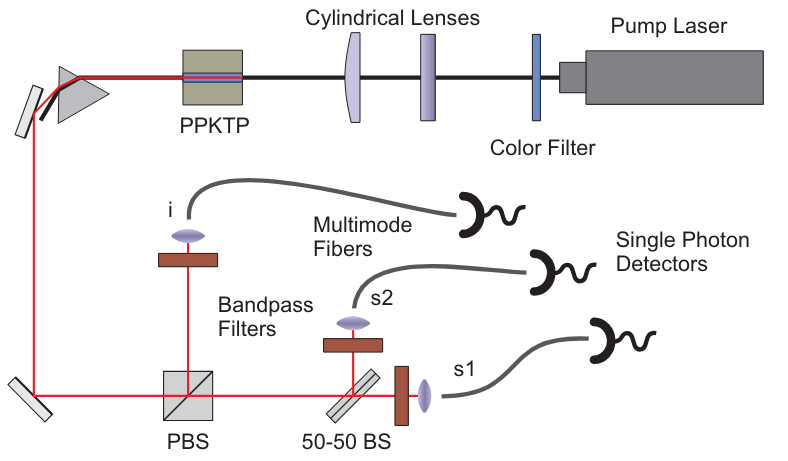 Cylindrical Lenses
Pump Laser
PPKTP
Color Filter
i
Multimode
Fibers
Single Photon
Detectors
Bandpass
Filters
s2
s1
PBS
50-50 BS